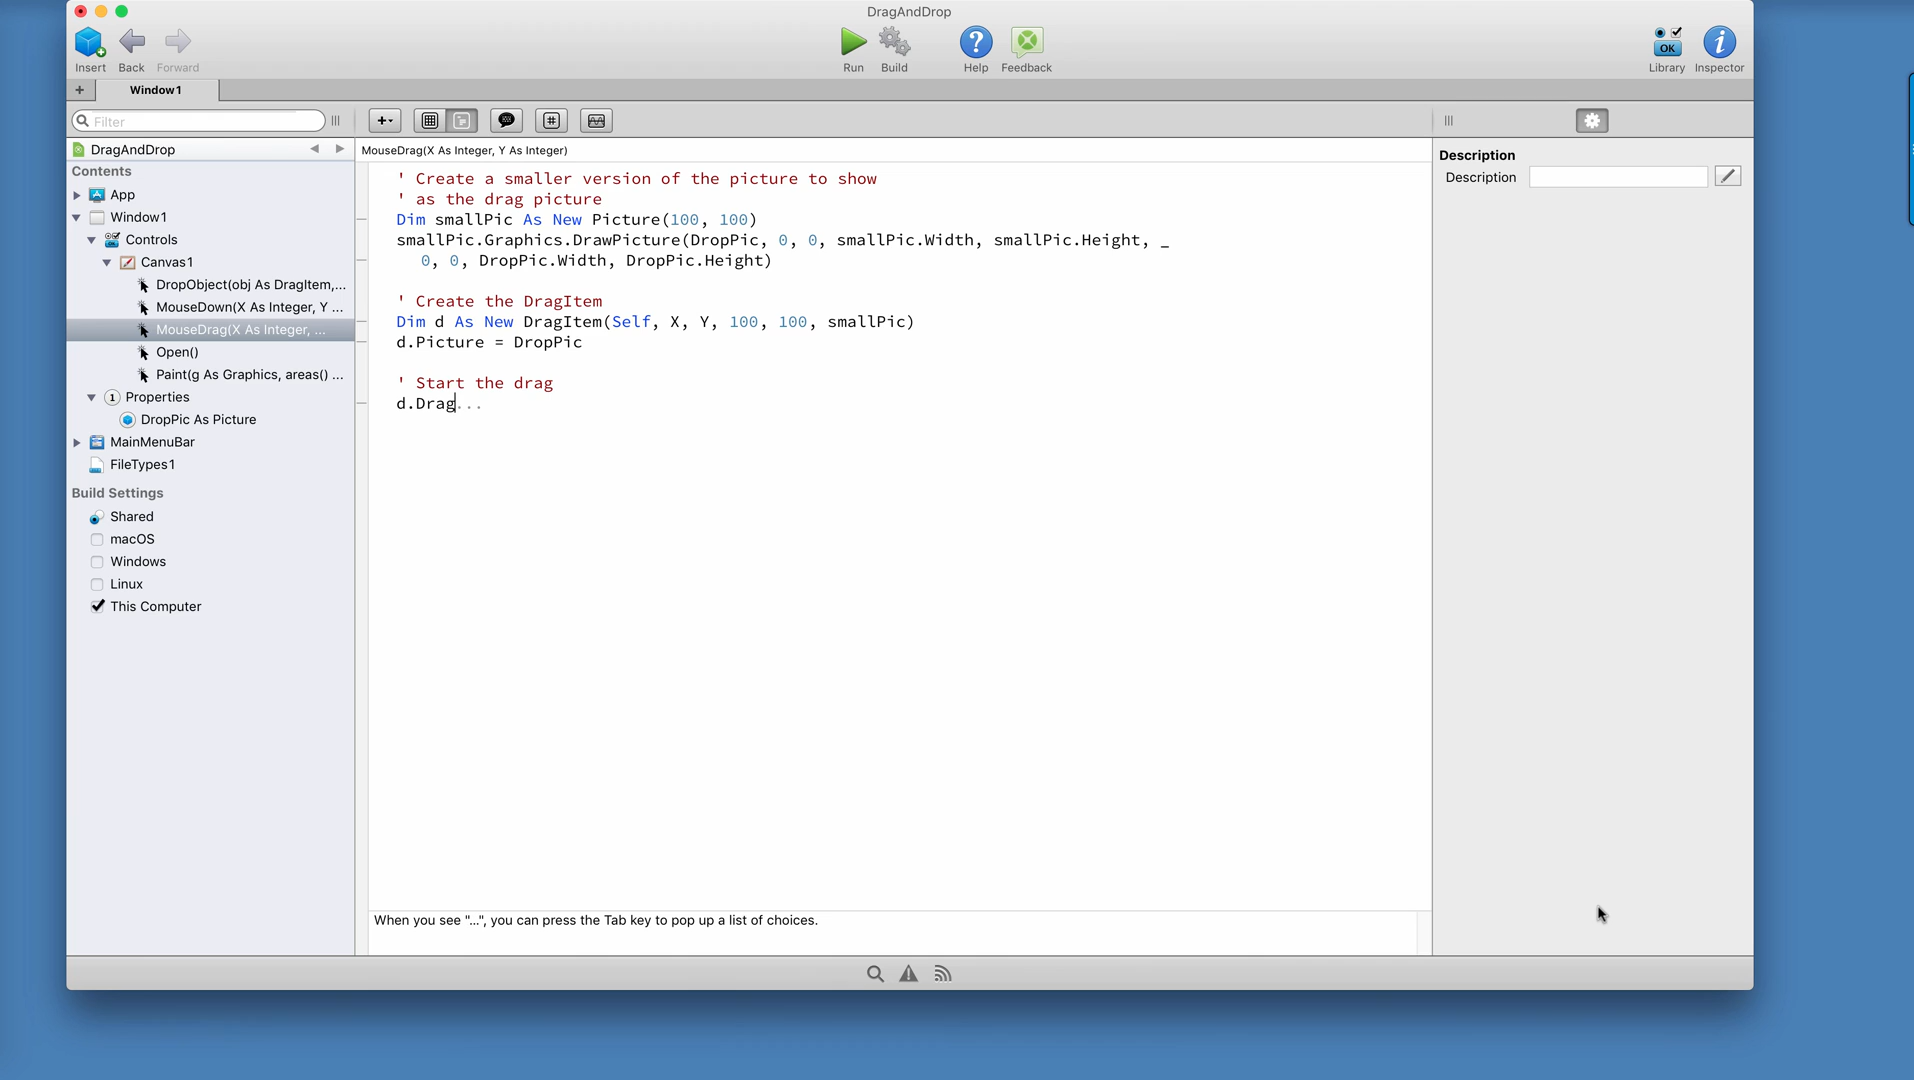 DragAndDrop
Insert
Back
Forward
Run
Build
Help
Feedback
OK
Library
Inspector
+
Window1
Filter
DragAndDrop
Contents
App
Window1
Controls
Canvas1
DropObject(obj As DragItem,...
MouseDown(X As Integer, Y ...
MouseDrag(X As Integer, ...
Open()
Paint(g As Graphics, areas() ...
1 Properties
DropPic As Picture
MainMenuBar
FileTypes1
Build Settings
Shared
macOS
Windows
Linux
This Computer
MouseDrag(X As Integer, Y As Integer)
' Create a smaller version of the picture to show
' as the drag picture
Dim smallPic As New Picture(100, 100)
smallPic.Graphics.DrawPicture(DropPic, 0, 0, smallPic.Width, smallPic.Height, _
0, 0, DropPic.Width, DropPic.Height)
' Create the DragItem
Dim d As New DragItem(Self, X, Y, 100, 100, smallPic)
d.Picture = DropPic
' Start the drag
d.Drag...
When you see "...", you can press the Tab key to pop up a list of choices.
Description
Description